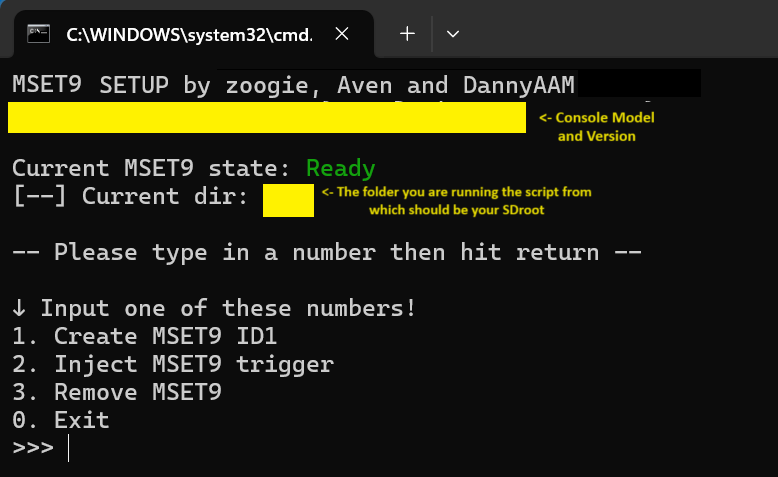 C:\WINDOWS\system32\cmd.
MSET9 SETUP by zoogie, Aven and DannyAAM
<- Console Model
and Version
Current MSET9 state: Ready
[--] Current dir:
<- The folder you are running the script from
which should be your SDroot
-- Please type in a number then hit return --
↓ Input one of these numbers!
1. Create MSET9 ID1
2. Inject MSET9 trigger
3. Remove MSET9
0. Exit
>>>